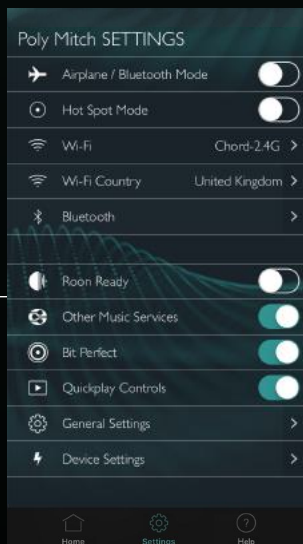 Poly Mitch SETTINGS
Airplane / Bluetooth Mode
Hot Spot Mode
Wi-Fi Chord-2.4G >
Wi-Fi Country United Kingdom >
Bluetooth >
Roon Ready
Other Music Services
Bit Perfect
Quickplay Controls
General Settings >
Device Settings >
Home Settings Help